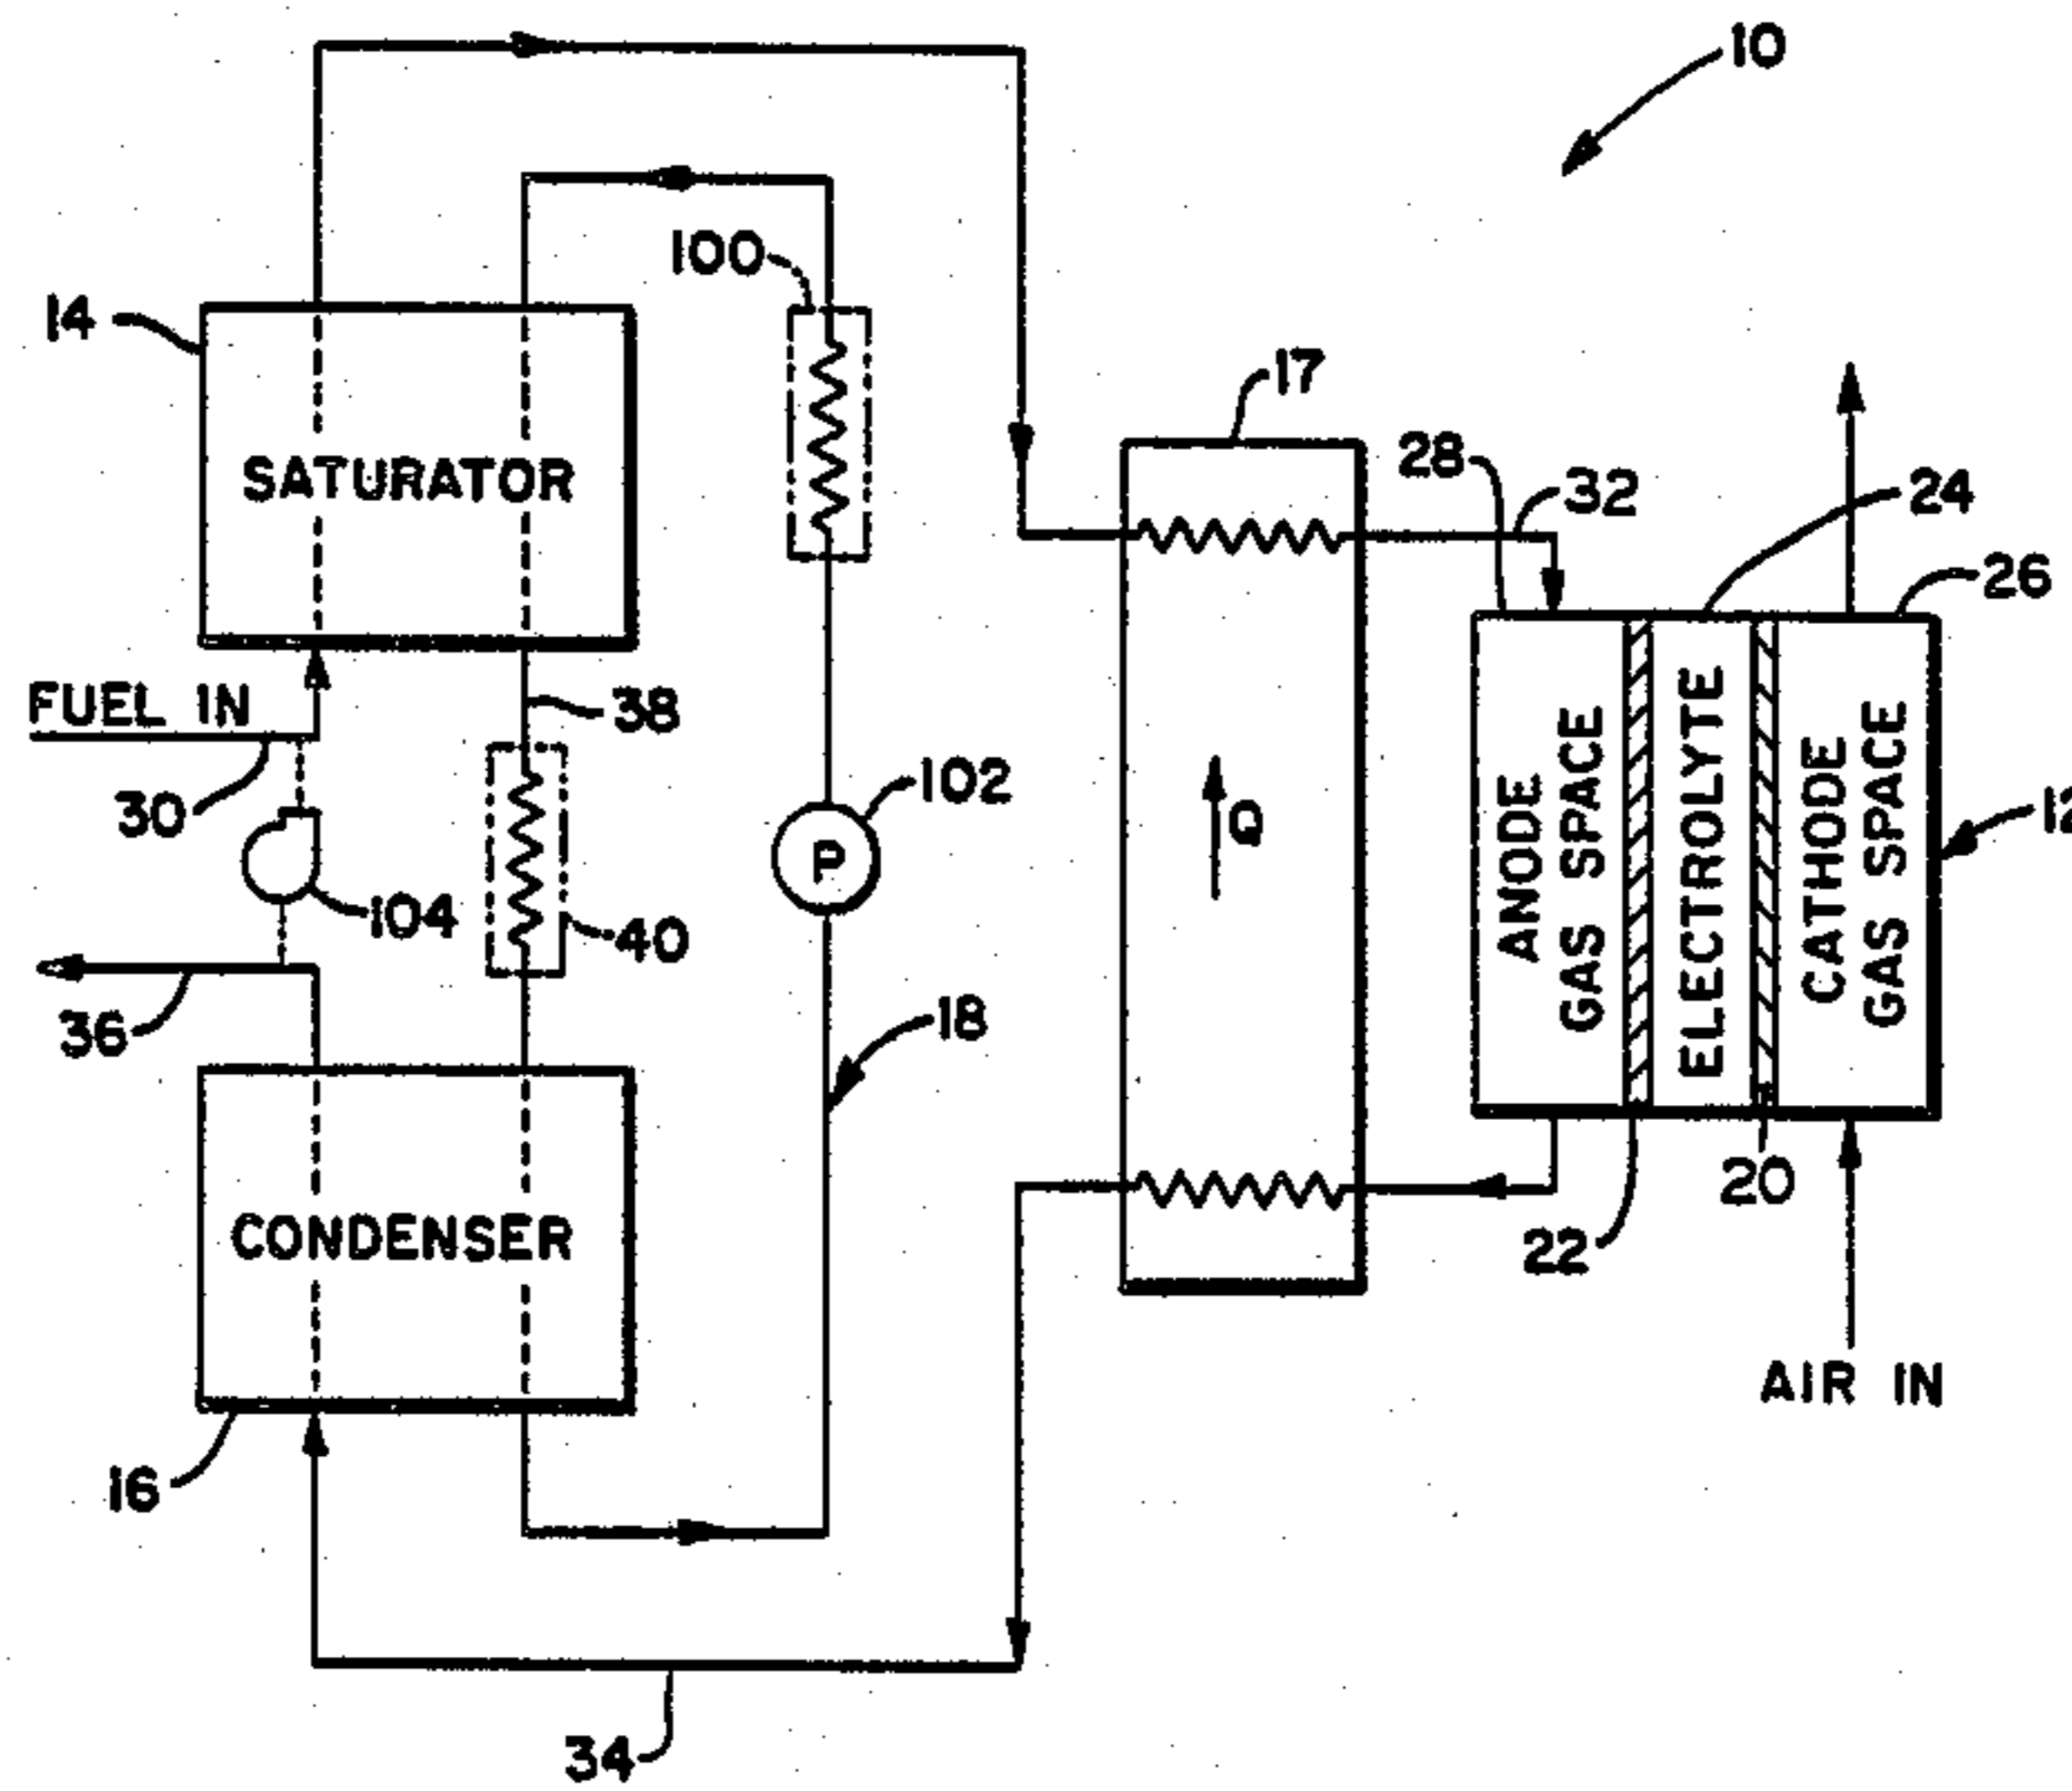 10
100
14
17
SATURATOR
28
32
24
26
FUEL IN
38
30
102
P
Q
ANODE
GAS SPACE
ELECTROLYTE
CATHODE
GAS SPACE
12
104
40
36
18
20
22
CONDENSER
AIR IN
16
34